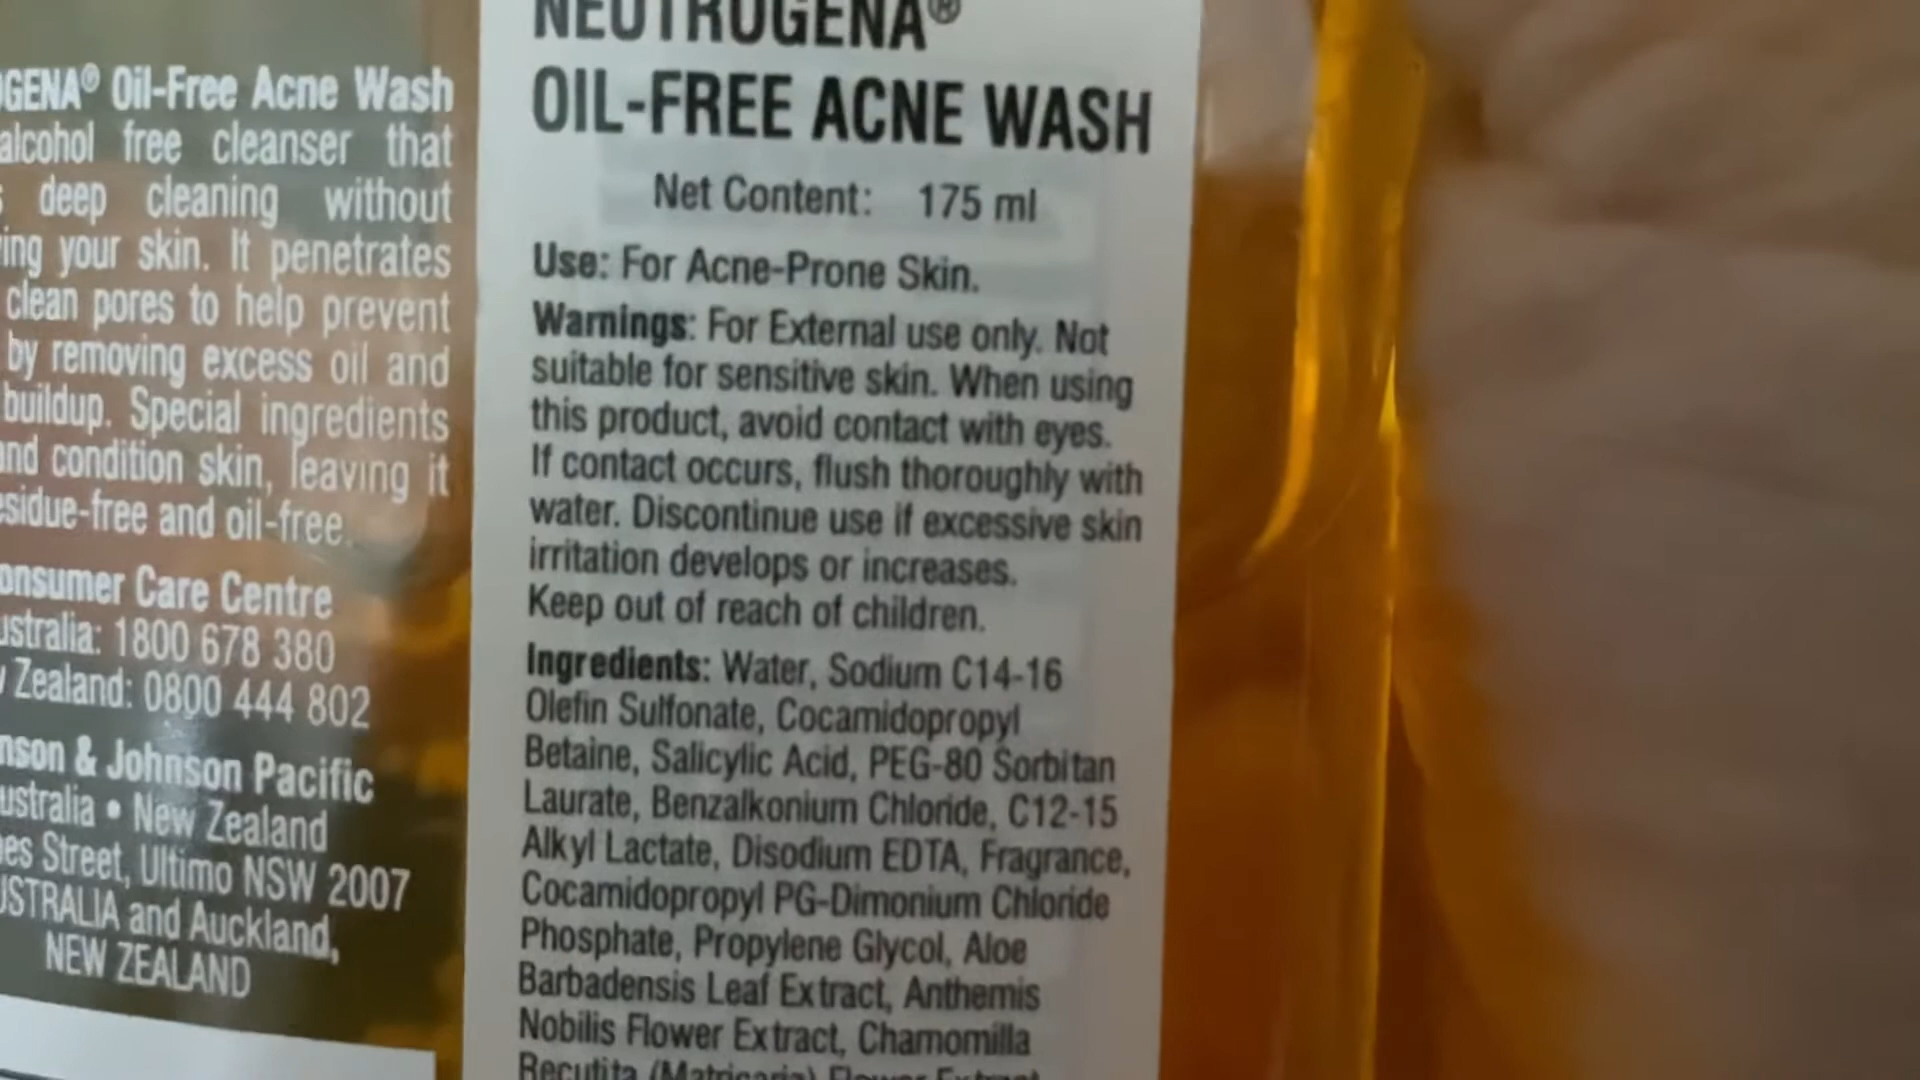 GENA® Oil-Free Acne Wash
alcohol free cleanser that
deep cleaning without
your skin. It penetrates
clean pores to help prevent
by removing excess oil and
buildup. Special ingredients
and condition skin, leaving it
residue-free and oil-free.
onsumer Care Centre
ustralia: 1800 678 380
Zealand: 0800 444 802
nson & Johnson Pacific
ustralia • New Zealand
es Street, Ultimo NSW 2007
USTRALIA and Auckland,
NEW ZEALAND
NEUTROGENA®
OIL-FREE ACNE WASH
Net Content: 175 ml
Use: For Acne-Prone Skin.
Warnings: For External use only. Not
suitable for sensitive skin. When using
this product, avoid contact with eyes.
If contact occurs, flush thoroughly with
water. Discontinue use if excessive skin
irritation develops or increases.
Keep out of reach of children.
Ingredients: Water, Sodium C14-16
Olefin Sulfonate, Cocamidopropyl
Betaine, Salicylic Acid, PEG-80 Sorbitan
Laurate, Benzalkonium Chloride, C12-15
Alkyl Lactate, Disodium EDTA, Fragrance,
Cocamidopropyl PG-Dimonium Chloride
Phosphate, Propylene Glycol, Aloe
Barbadensis Leaf Extract, Anthemis
Nobilis Flower Extract, Chamomilla
Recutita (Matricaria) Flower Extract